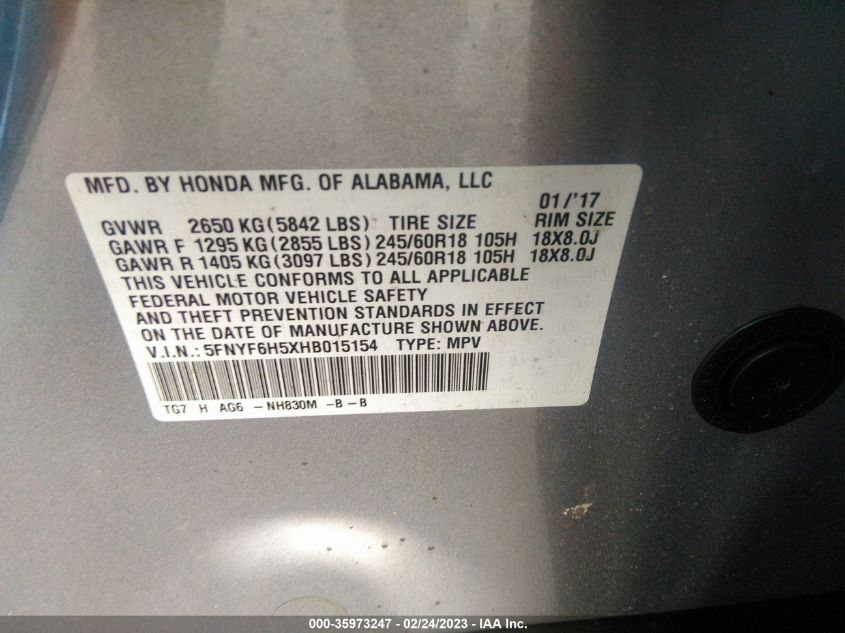 MFD. BY HONDA MFG. OF ALABAMA, LLC
01/'17
GVWR 2650 KG(5842 LBS) TIRE SIZE RIM SIZE
GAWR F 1295 KG(2855 LBS)245/60R18 105H 18X8.0J
GAWR R 1405 KG(3097 LBS)245/60R18 105H 18X8.0J
THIS VEHICLE CONFORMS TO ALL APPLICABLE
FEDERAL MOTOR VEHICLE SAFETY
AND THEFT PREVENTION STANDARDS IN EFFECT
ON THE DATE OF MANUFACTURE SHOWN ABOVE.
V.I.N.: 5FNYF6H5XHB015154 TYPE: MPV
TG7 H AG6 - NH830M -B-B
000-35973247 - 02/24/2023 - IAA Inc.